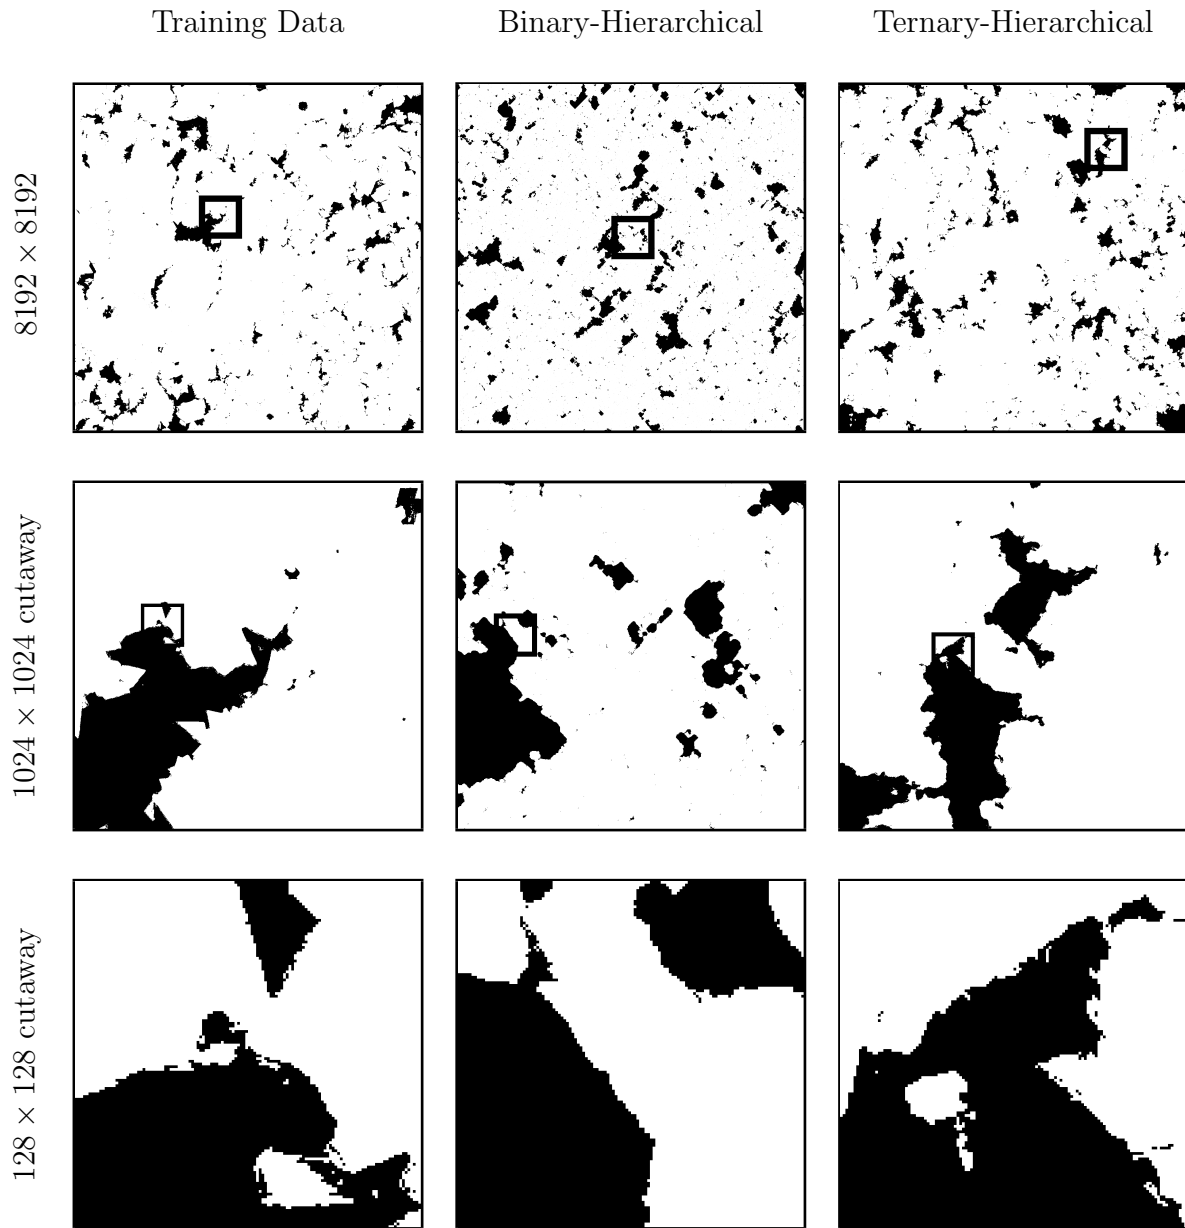 Training Data
Binary-Hierarchical
Ternary-Hierarchical
8192 × 8192
1024 × 1024 cutaway
128 × 128 cutaway